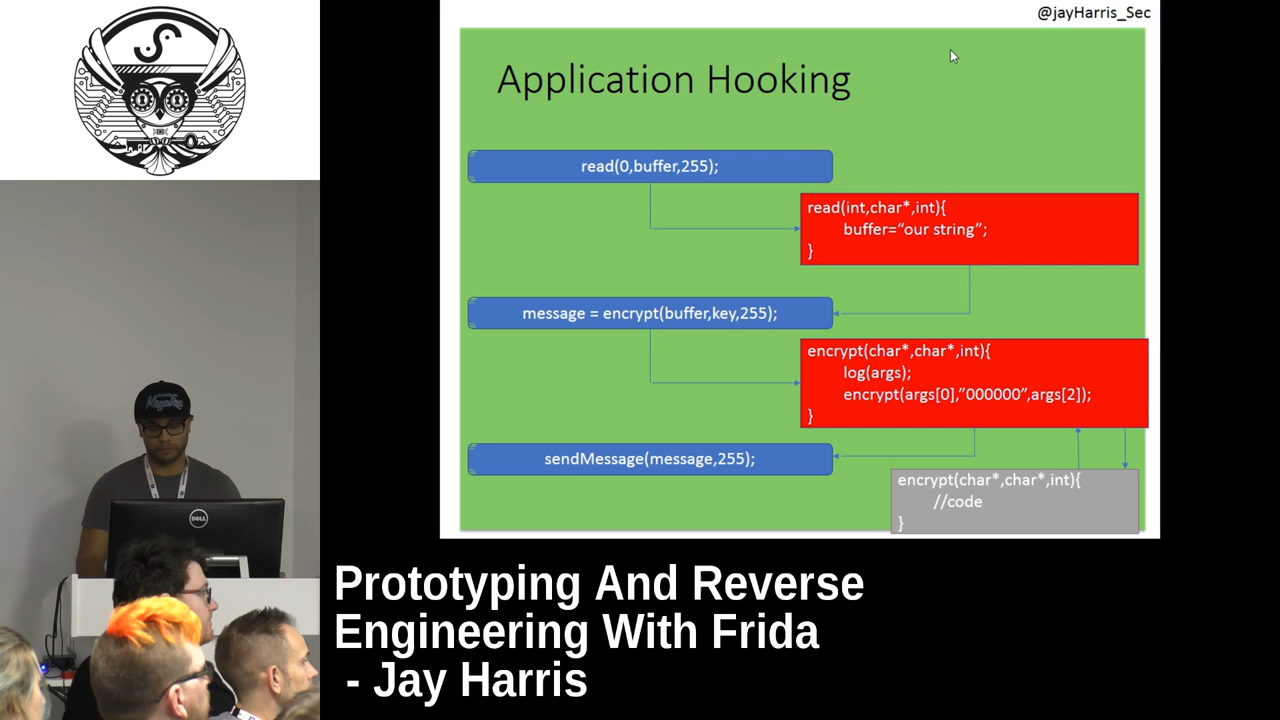 @jayHarris_Sec
Application Hooking
read(0,buffer,255);
read(int,char*,int){
buffer=“our string”;
}
message = encrypt(buffer,key,255);
encrypt(char*,char*,int){
log(args);
encrypt(args[0],”000000”,args[2]);
}
sendMessage(message,255);
encrypt(char*,char*,int){
//code
}
DELL
Prototyping And Reverse
Engineering With Frida
- Jay Harris